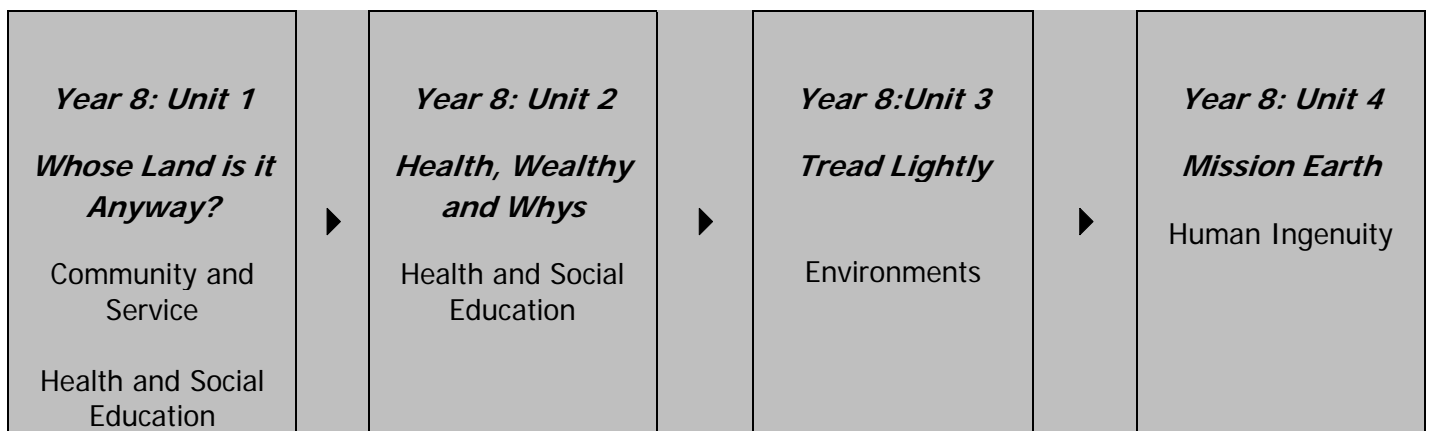 Year 8: Unit 1
Whose Land is it
Anyway?
Community and
Service
Health and Social
Education
Year 8: Unit 2
Health, Wealthy
and Whys
Health and Social
Education
Year 8:Unit 3
Tread Lightly
Environments
Year 8: Unit 4
Mission Earth
Human Ingenuity